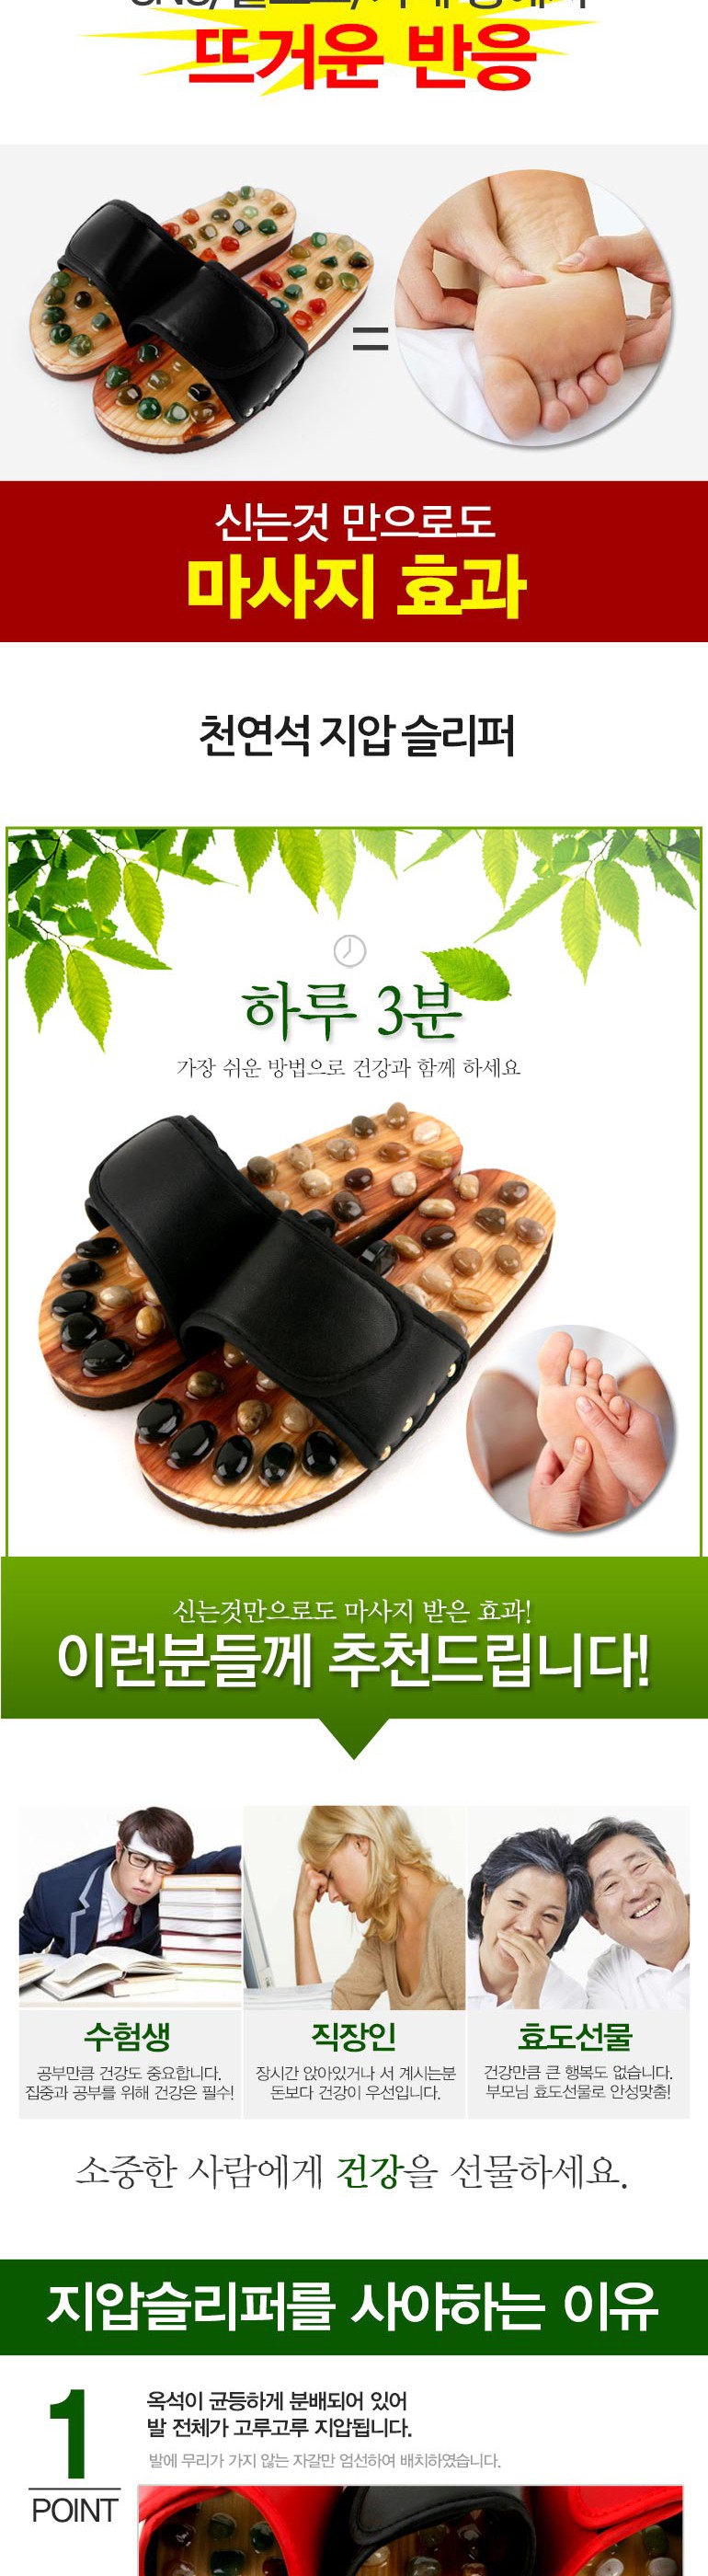 뜨거운 반응
=
신는것 만으로도
마사지 효과
천연석 지압 슬리퍼
하루 3분
가장 쉬운 방법으로 건강과 함께 하세요
신는것만으로도 마사지 받은 효과!
이런분들께 추천드립니다!
수험생
공부만큼 건강도 중요합니다.
집중과 공부를 위해 건강은 필수!
직장인
장시간 앉아있거나 서 계시는분
돈보다 건강이 우선입니다.
효도선물
건강만큼 큰 행복도 없습니다.
부모님 효도선물로 안성맞춤!
소중한 사람에게 건강을 선물하세요.
지압슬리퍼를 사야하는 이유
1
POINT
옥석이 균등하게 분배되어 있어
발 전체가 고루고루 지압됩니다.
발에 무리가 가지 않는 자갈만 엄선하여 배치하였습니다.